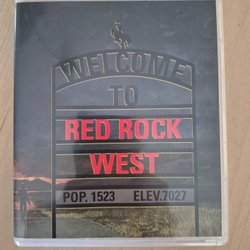 WELCOME
TO
RED ROCK
WEST
POP. 1523 ELEV. 7027